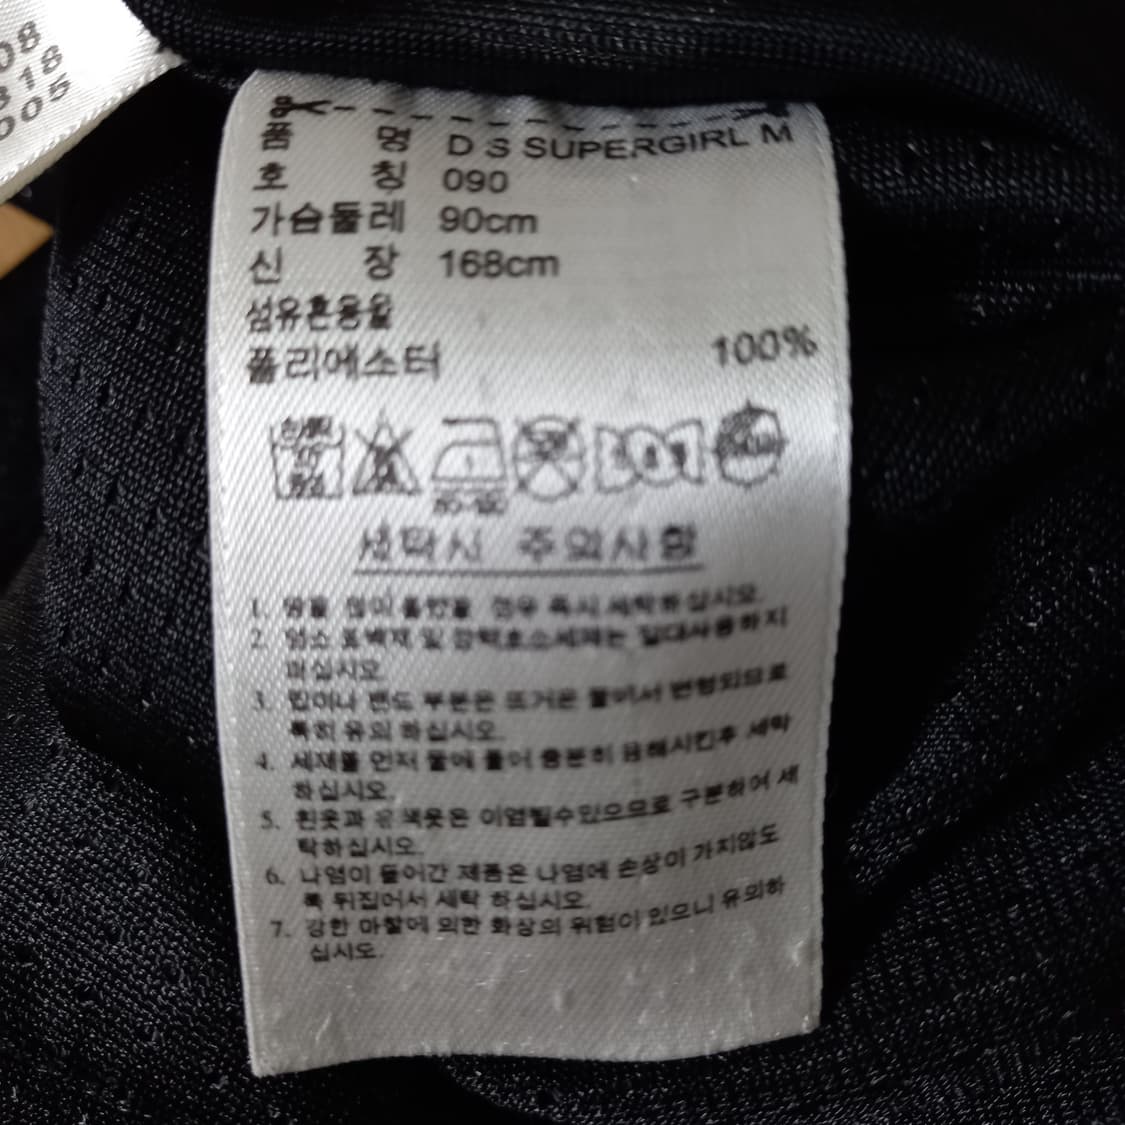 08
318
005
품 명 D S SUPERGIRL M
호 칭 090
가슴둘레 90cm
신 장 168cm
섬유혼용율
폴리에스터 100%
80~120
세탁시 주의사항
1. 땀을 많이 흘렸을 경우 즉시 세탁하십시오.
2. 염소 표백제 및 강력효소세제는 절대사용하지
마십시오.
3. 밴드 부분은 뜨거운 물에서 변형되므로
특히 유의 하십시오.
4. 세제를 먼저 물에 풀어 충분히 용해시킨후 세탁
하십시오.
5. 흰옷과 색옷은 이염될수있으므로 구분하여 세
탁하십시오.
6. 나염이 들어간 제품은 나염에 손상이 가지않도
록 뒤집어서 세탁 하십시오.
7. 강한 마찰에 의한 화상의 위험이 있으니 유의하
십시오.